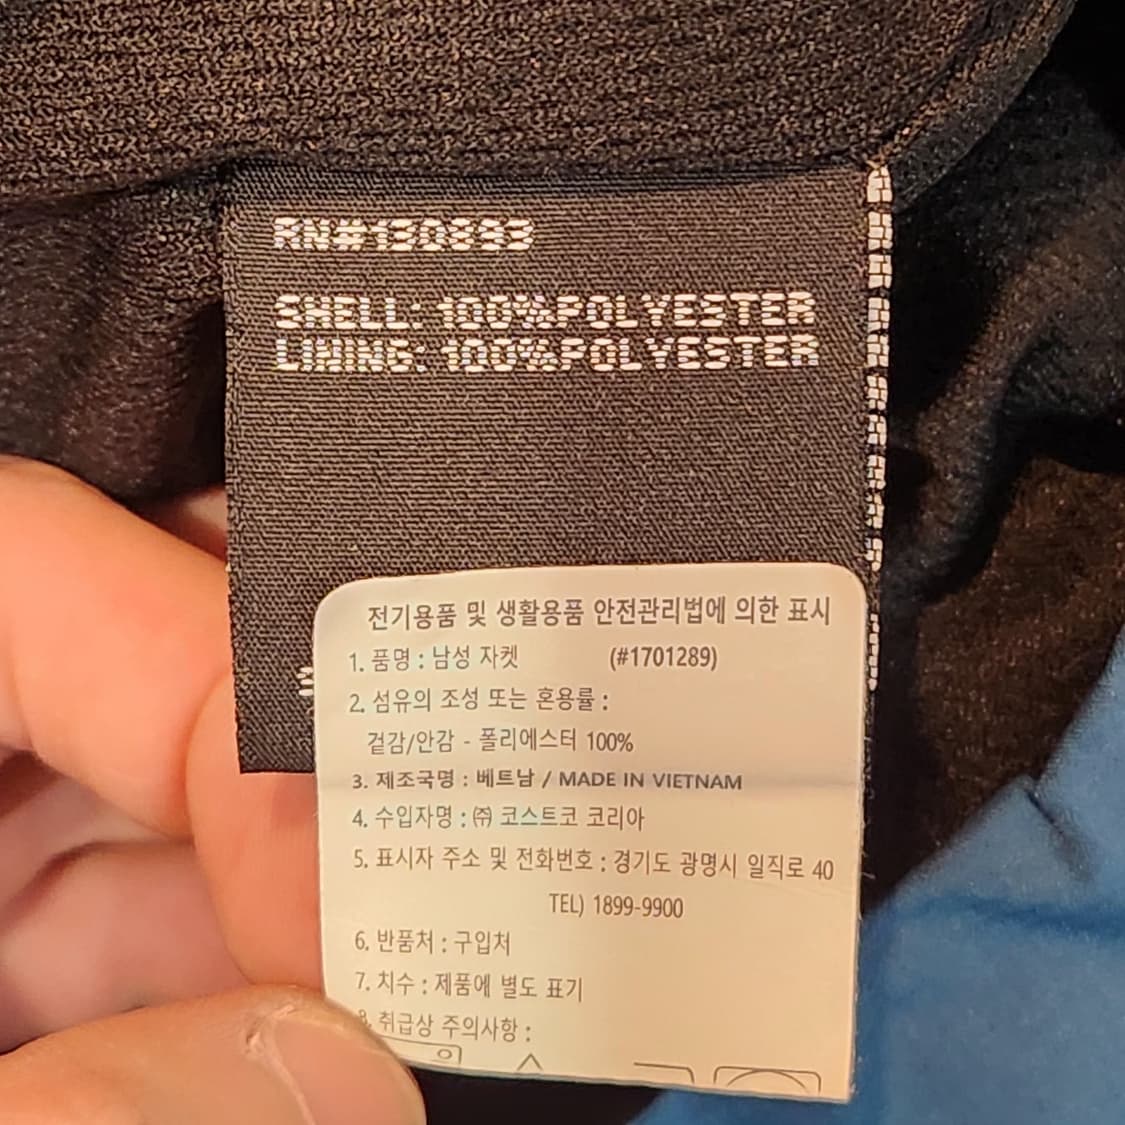 SHELL: 100%POLYESTER
LINING: 100%POLYESTER
전기용품 및 생활용품 안전관리법에 의한 표시
1. 품명 : 남성 자켓 (#1701289)
2. 섬유의 조성 또는 혼용률 :
겉감/안감 - 폴리에스터 100%
3. 제조국명 : 베트남 / MADE IN VIETNAM
4. 수입자명 : ㈜ 코스트코 코리아
5. 표시자 주소 및 전화번호 : 경기도 광명시 일직로 40
TEL) 1899-9900
6. 반품처 : 구입처
7. 치수 : 제품에 별도 표기
8. 취급상 주의사항 :